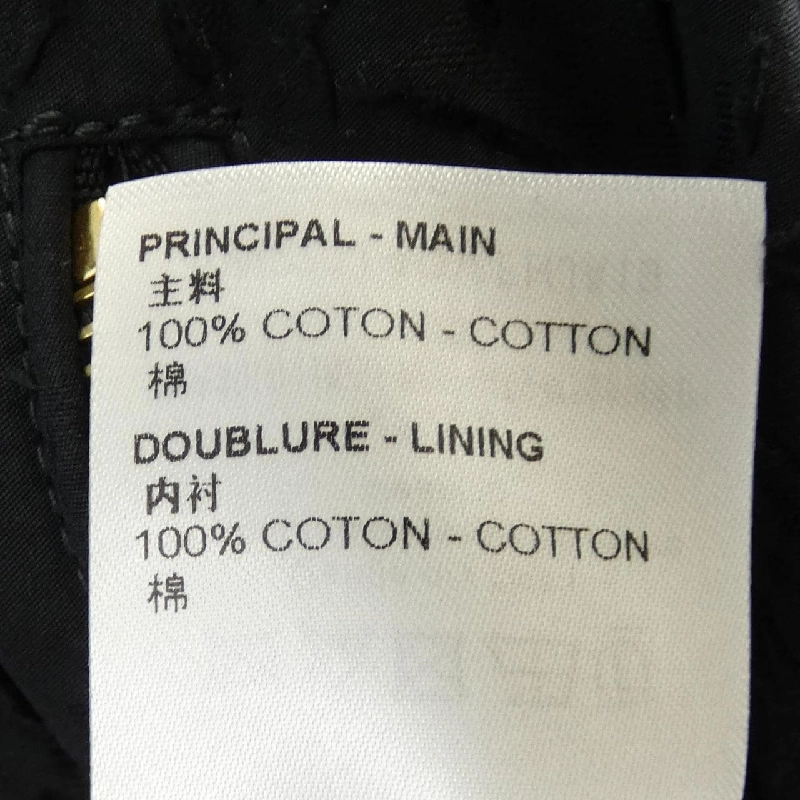 PRINCIPAL - MAIN
主料
100% COTON - COTTON
棉
DOUBLURE - LINING
内衬
100% COTON - COTTON
棉